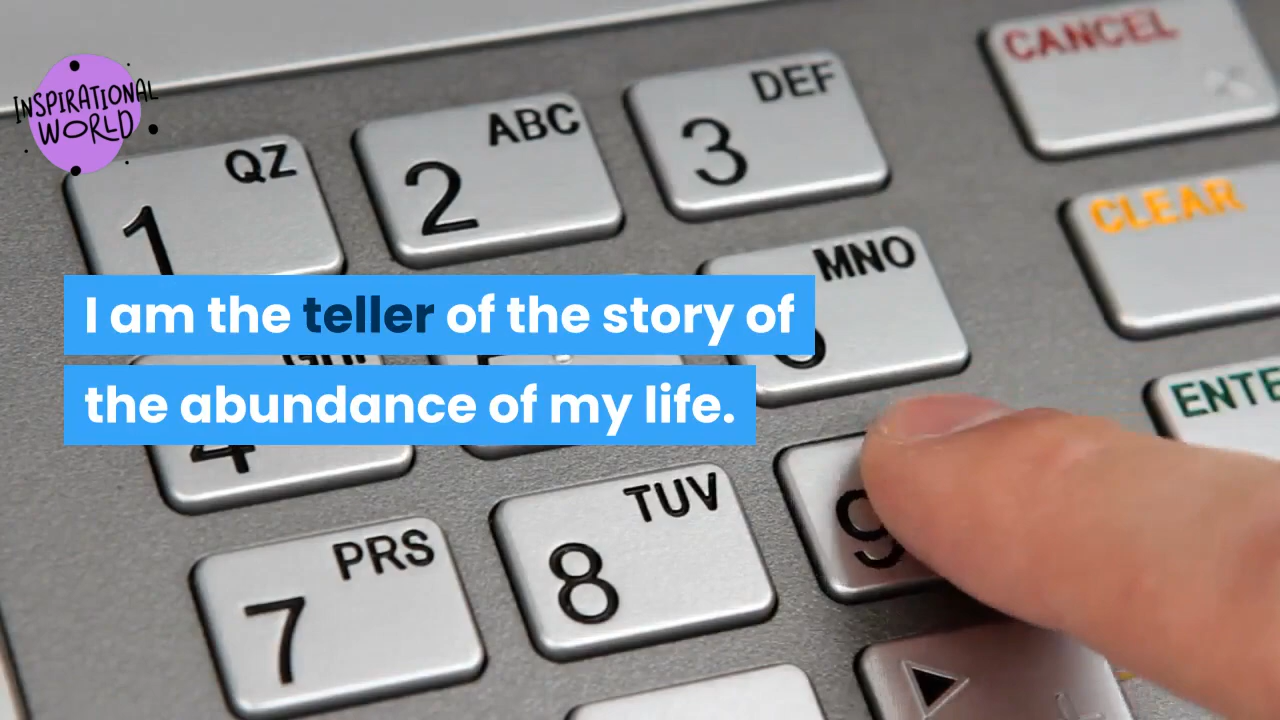 INSPIRATIONAL
WORLD
QZ
1
ABC
2
DEF
3
CANCEL
CLEAR
MNO
I am the teller of the story of
the abundance of my life.
4
ENTE
PRS
7
TUV
8
9